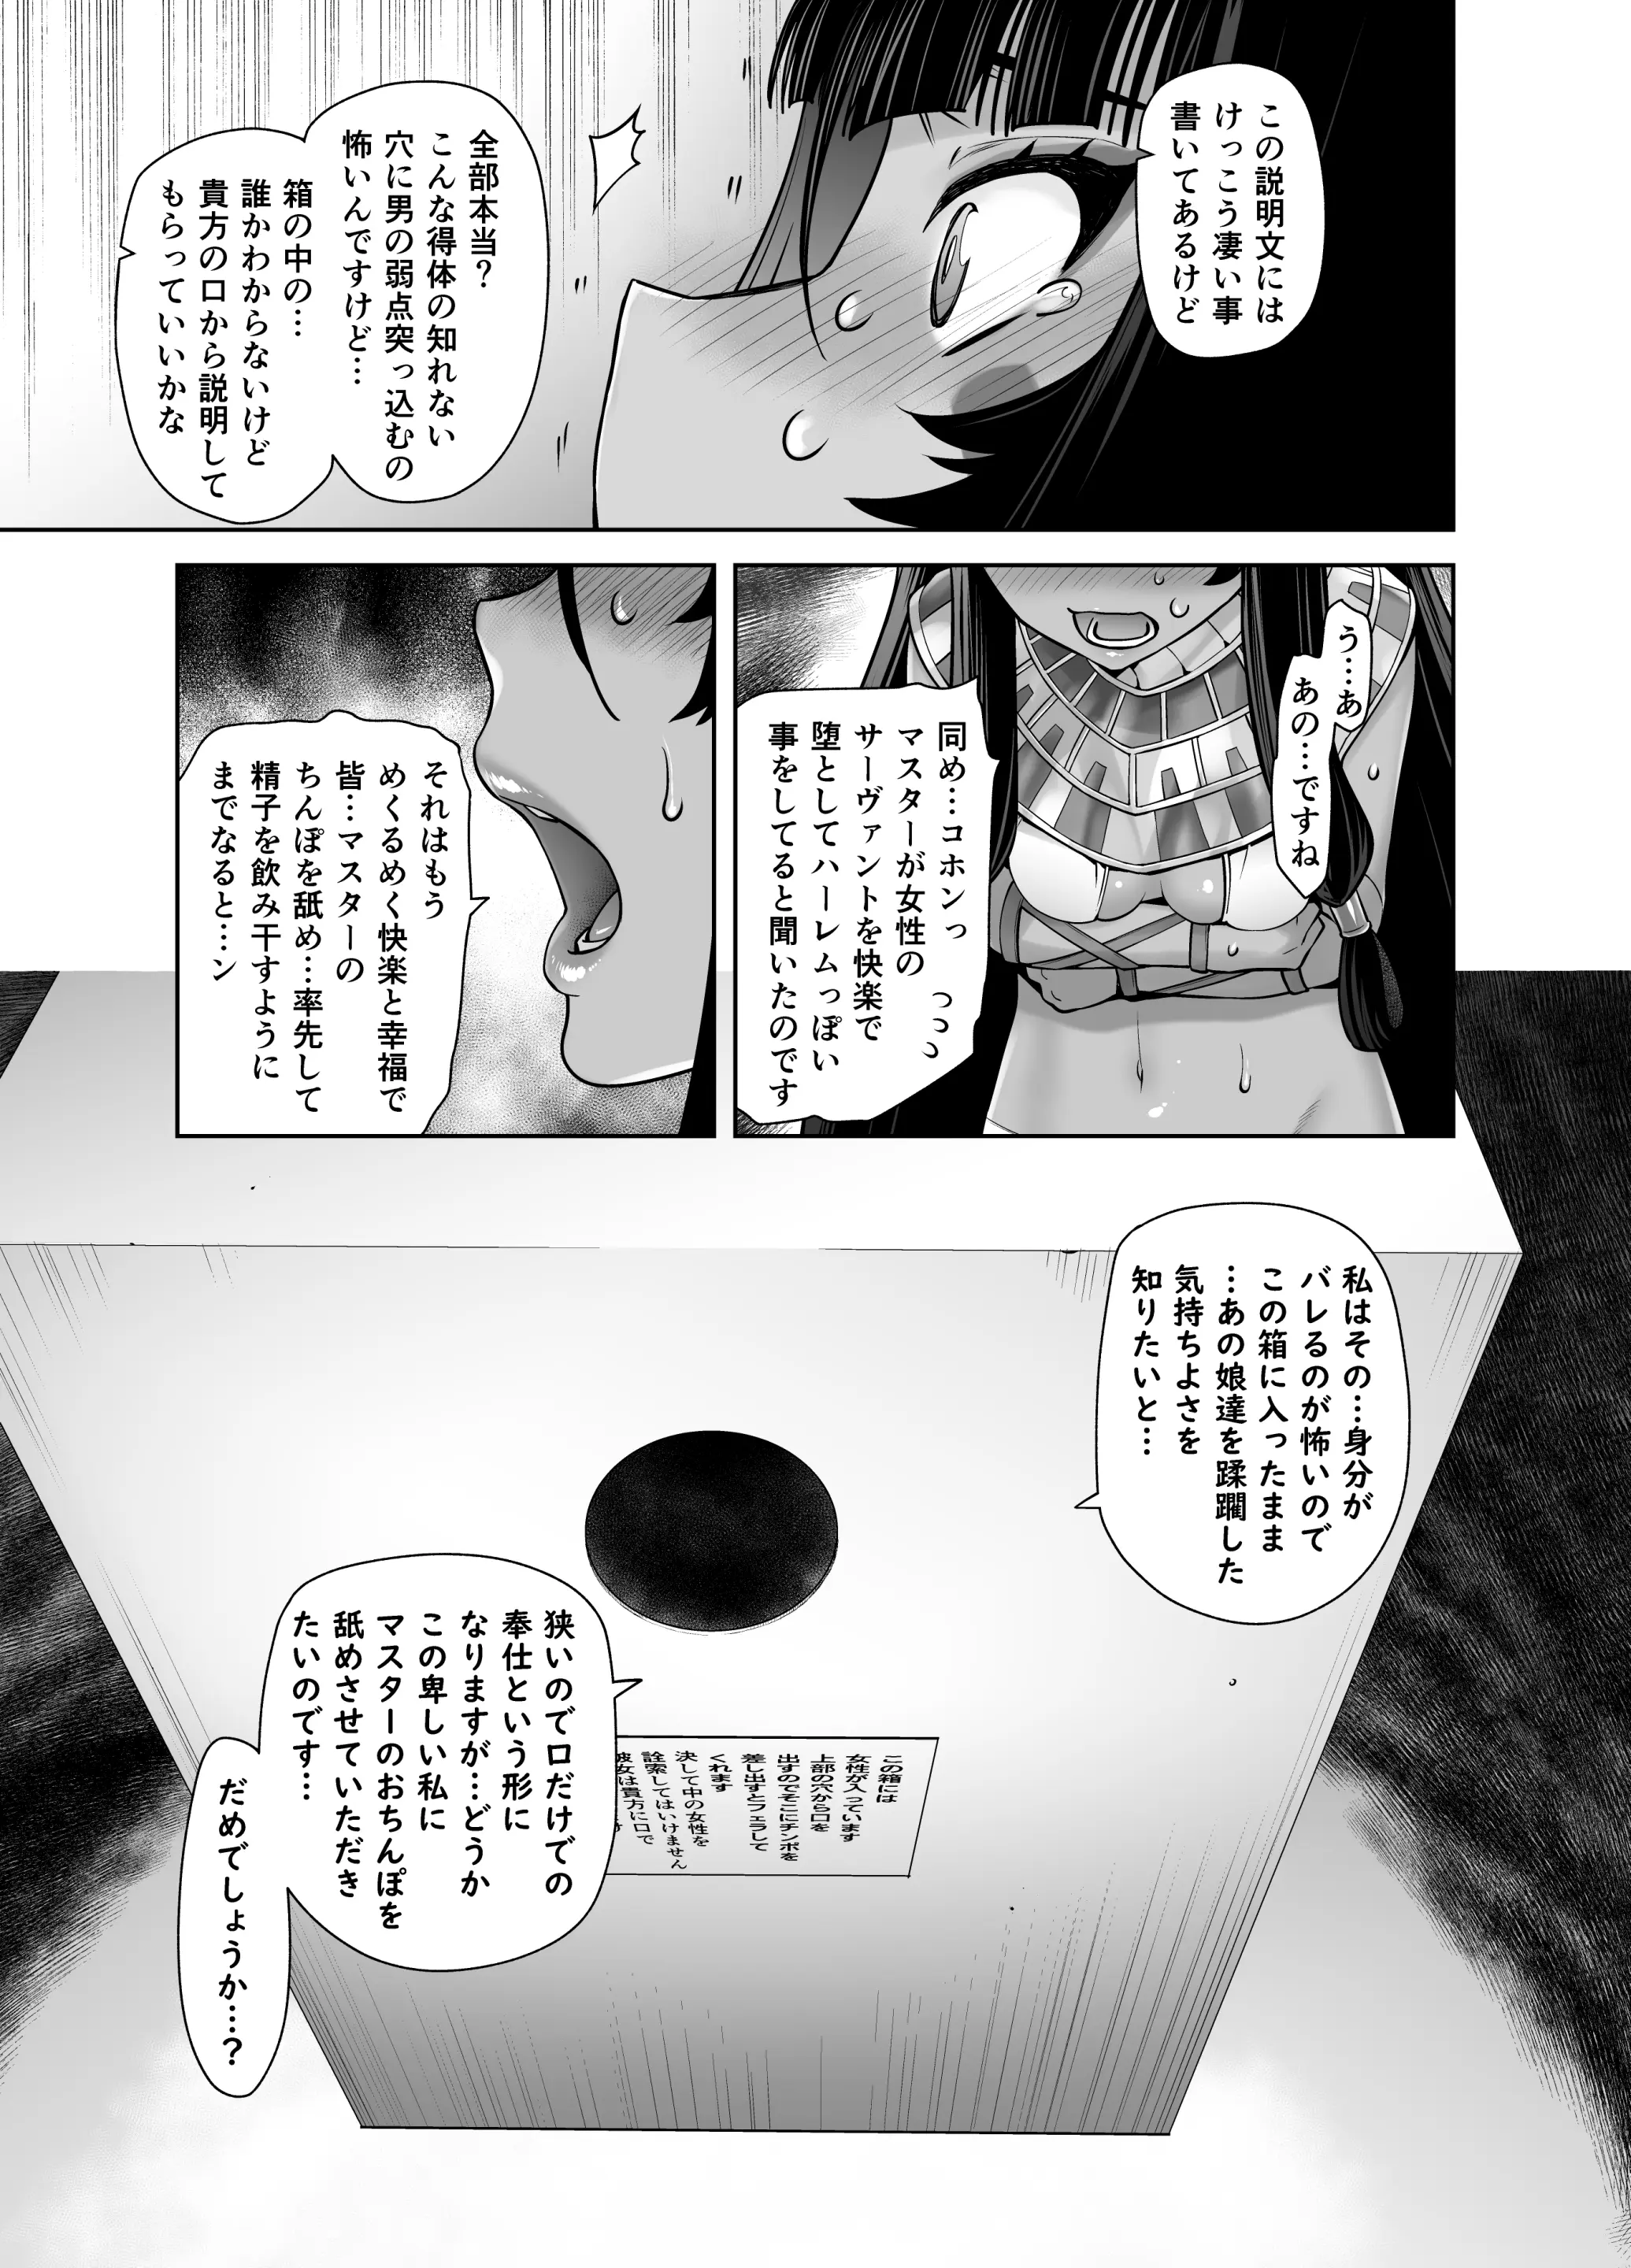 この説明文には
けっこう凄い事
書いてあるけど
全部本当？
こんな得体の知れない
穴に男の弱点突っ込むの
怖いんですけど…
箱の中の…
誰かわからないけど
貴方の口から説明して
もらっていいかな
う…あ
あの…ですね
同め…コホンっ
マスターが女性の
サーヴァントを快楽で
堕としてハーレムっぽい
事をしてると聞いたのです
っっっ
それはもう
めくるめく快楽と幸福で
皆…マスターの
ちんぽを舐め…率先して
精子を飲み干すように
までなると…ン
私はその…身分が
バレるのが怖いので
この箱に入ったまま
…あの娘達を蹂躙した
気持ちよさを
知りたいと…
狭いので口だけでの
奉仕という形に
なりますが…どうか
この卑しい私に
マスターのおちんぽを
舐めさせていただき
たいのです…
だめでしょうか…？
この箱には
女性が入っています
上部の穴から口を
出すのでそこにチンポを
差し出すとフェラして
くれます
決して中の女性を
詮索してはいけません
彼女は貴方に口で